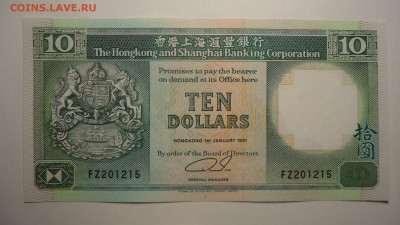 COINS.LAVE.RU
10 香港上海滙豐銀行 10
The Hongkong and Shanghai Banking Corporation
Promises to pay the bearer
on demand at its Office here
TEN
DOLLARS
HONGKONG 1ST JANUARY 1991
By order of the Board of Directors
拾
圓
FZ201215 FZ201215
GENERAL MANAGER